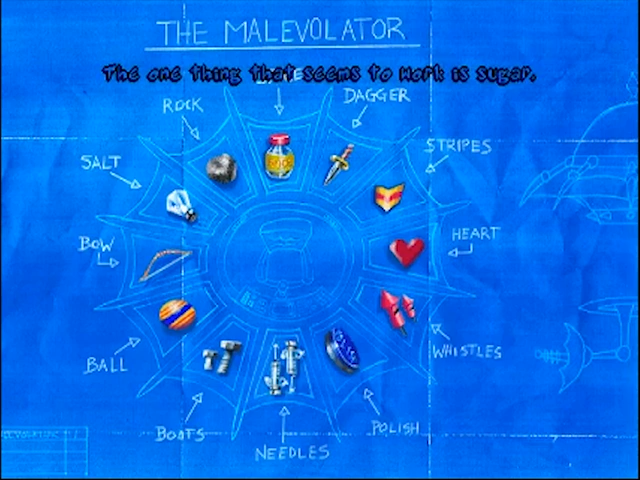 THE MALEVOLATOR
The one thing that seems to work is sugar.
DAGGER
ROCK
STRIPES
SALT
HEART
BOW
WHISTLES
BALL
POLISH
BOATS
NEEDLES